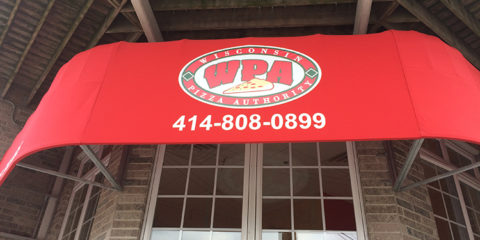 WISCONSIN
WPA
PIZZA AUTHORITY
414-808-0899